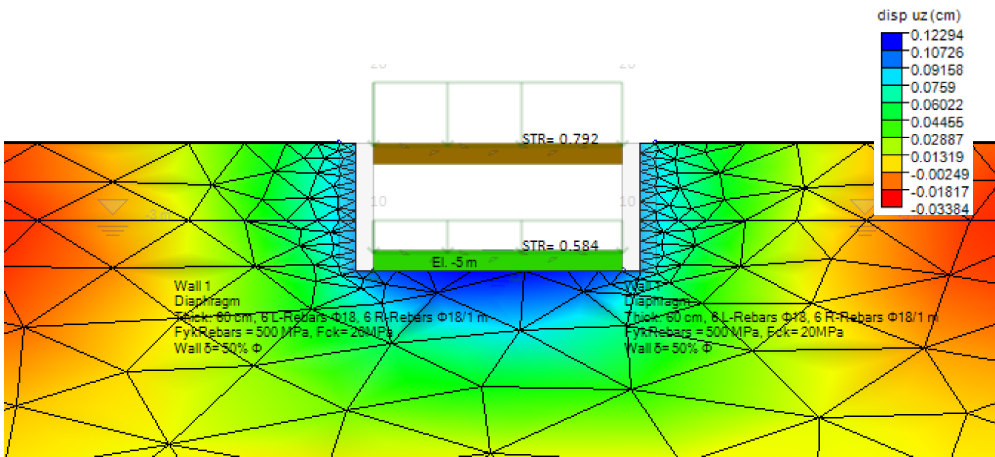 disp uz (cm)
0.12294
0.10726
0.09158
0.0759
0.06022
0.04455
0.02887
0.01319
-0.00249
-0.01817
-0.03384
STR= 0.792
10
10
STR= 0.584
El. -5 m
Wall 1
Diaphragm
Thick: 60 cm, 6 L-Rebars Φ18, 6 R-Rebars Φ18/1 m
FykRebars = 500 MPa, Fck= 20MPa
Wall δ= 50% Φ
Wall 1
Diaphragm
Thick: 60 cm, 6 L-Rebars Φ18, 6 R-Rebars Φ18/1 m
FykRebars = 500 MPa, Fck= 20MPa
Wall δ= 50% Φ